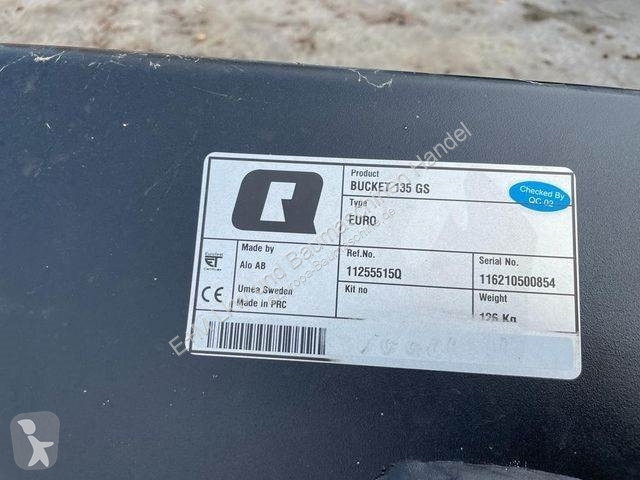 Product
BUCKET 135 GS
Type
EURO
Checked By
QC 02
Made by
Alo AB
Umea Sweden
Made in PRC
CE
Ref.No.
11255515Q
Serial No.
116210500854
Kit no
Weight
126 Kg